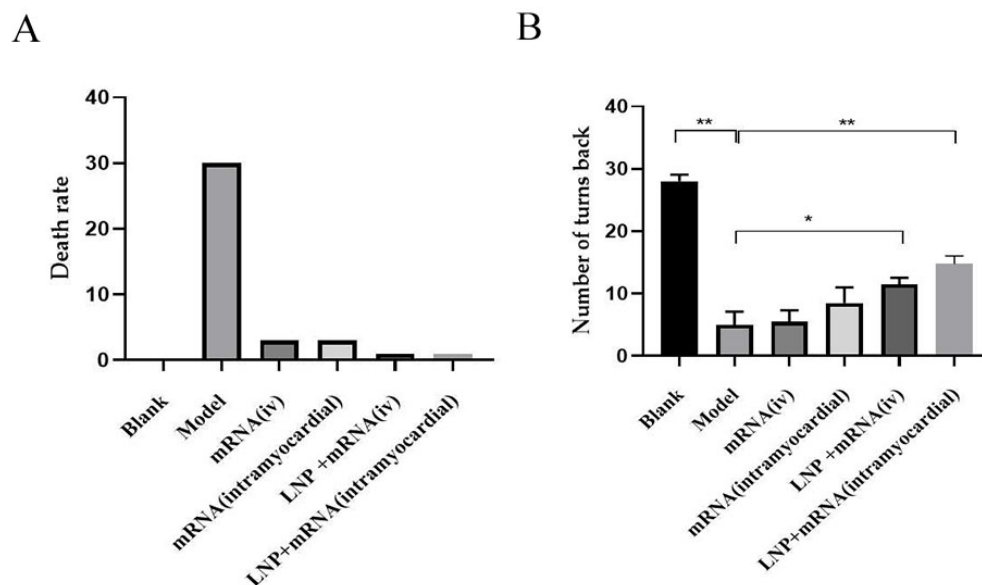 A
B
40
30
20
10
0
Death rate
Blank
Model
mRNA(iv)
mRNA(intramyocardial)
LNP +mRNA(iv)
LNP+mRNA(intramyocardial)
40
30
20
10
0
Number of turns back
**
**
*
Blank
Model
mRNA(iv)
mRNA(intramyocardial)
LNP +mRNA(iv)
LNP+mRNA(intramyocardial)